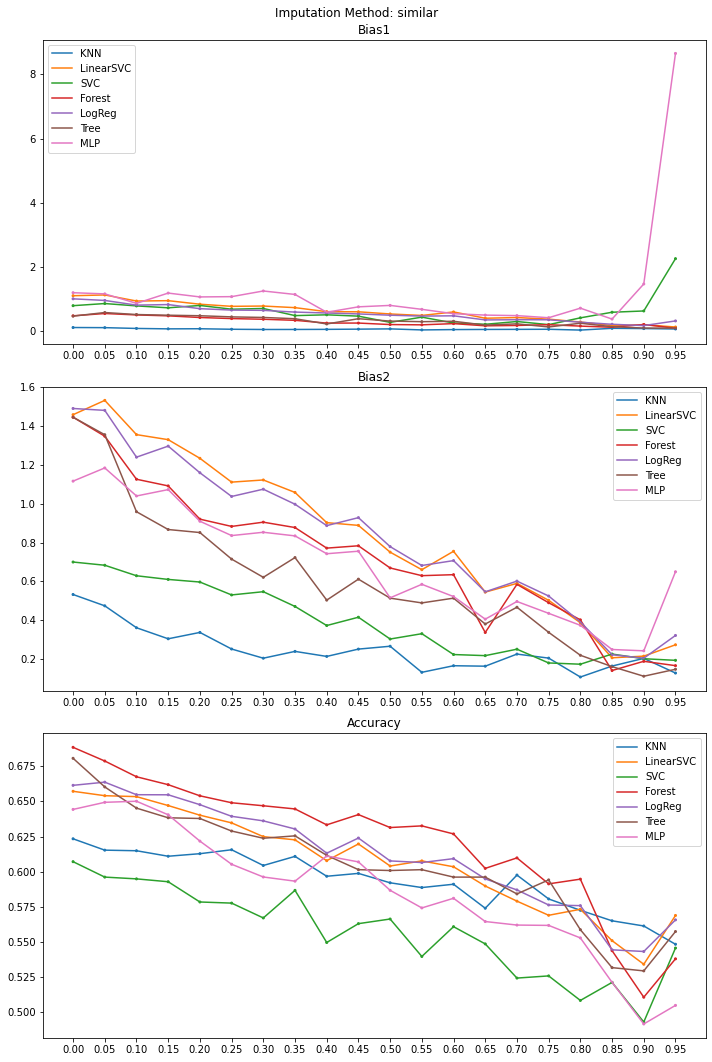 Imputation Method: similar
Bias1
KNN
LinearSVC
SVC
Forest
LogReg
Tree
MLP
8
6
4
2
0
0.00 0.05 0.10 0.15 0.20 0.25 0.30 0.35 0.40 0.45 0.50 0.55 0.60 0.65 0.70 0.75 0.80 0.85 0.90 0.95
Bias2
KNN
LinearSVC
SVC
Forest
LogReg
Tree
MLP
1.6
1.4
1.2
1.0
0.8
0.6
0.4
0.2
0.00 0.05 0.10 0.15 0.20 0.25 0.30 0.35 0.40 0.45 0.50 0.55 0.60 0.65 0.70 0.75 0.80 0.85 0.90 0.95
Accuracy
KNN
LinearSVC
SVC
Forest
LogReg
Tree
MLP
0.675
0.650
0.625
0.600
0.575
0.550
0.525
0.500
0.00 0.05 0.10 0.15 0.20 0.25 0.30 0.35 0.40 0.45 0.50 0.55 0.60 0.65 0.70 0.75 0.80 0.85 0.90 0.95